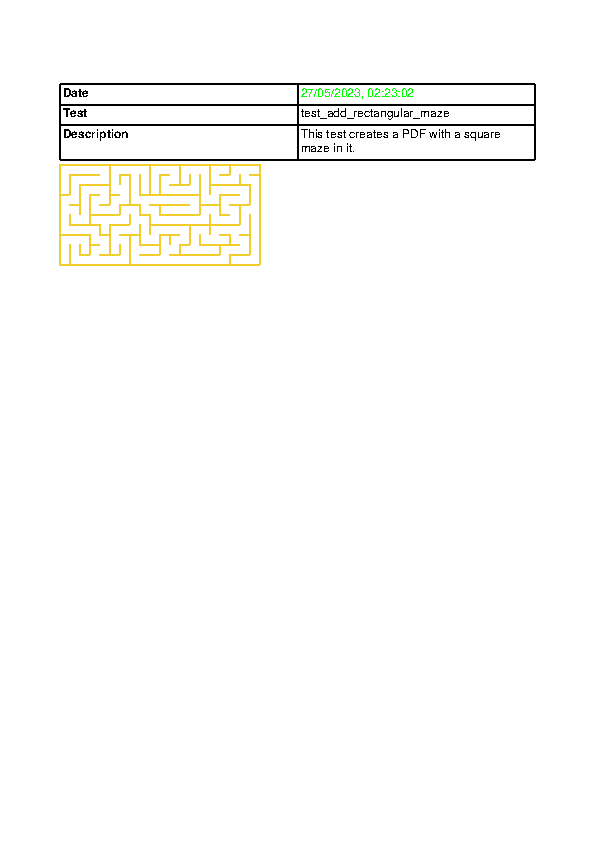 Date 27/05/2023, 02:23:02
Test test_add_rectangular_maze
Description This test creates a PDF with a square
maze in it.